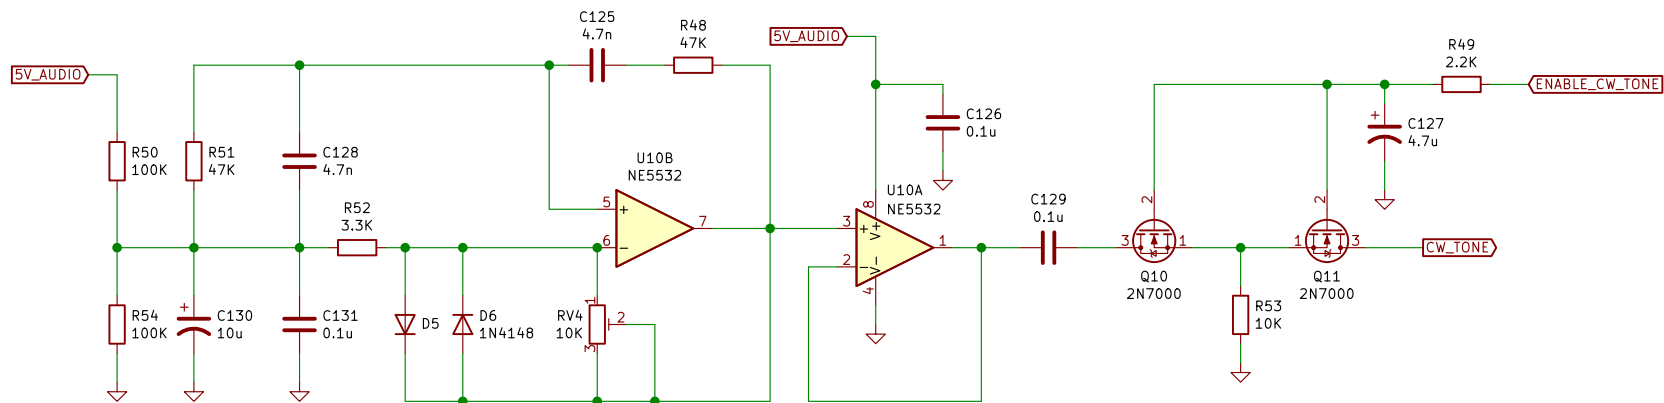 C125
4.7n
R48
47K
5V_AUDIO
5V_AUDIO
R49
2.2K
ENABLE_CW_TONE
R50
100K
R51
47K
C128
4.7n
U10B
NE5532
C126
0.1u
C127
4.7u
R52
3.3K
5
+
6
−
7
U10A
NE5532
8
V+
3
+
2
−
V-
4
1
C129
0.1u
2
3
1
Q10
2N7000
2
1
3
Q11
2N7000
CW_TONE
R54
100K
+
C130
10u
C131
0.1u
D5
D6
1N4148
RV4
10K
1
2
3
R53
10K
+